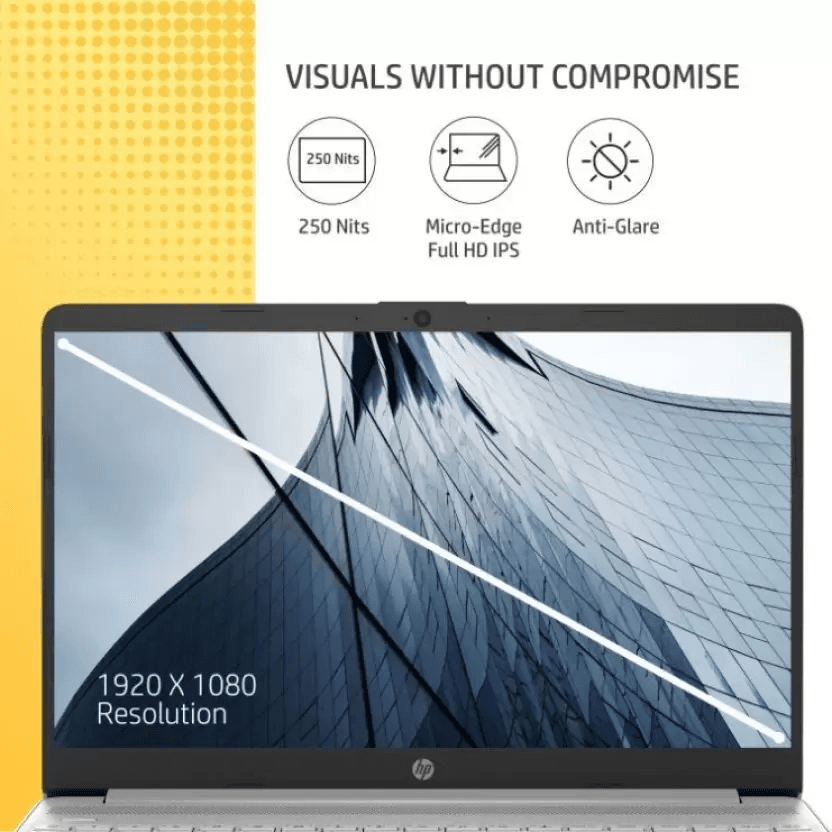 VISUALS WITHOUT COMPROMISE
250 Nits
250 Nits
Micro-Edge
Full HD IPS
Anti-Glare
1920 X 1080
Resolution
hp